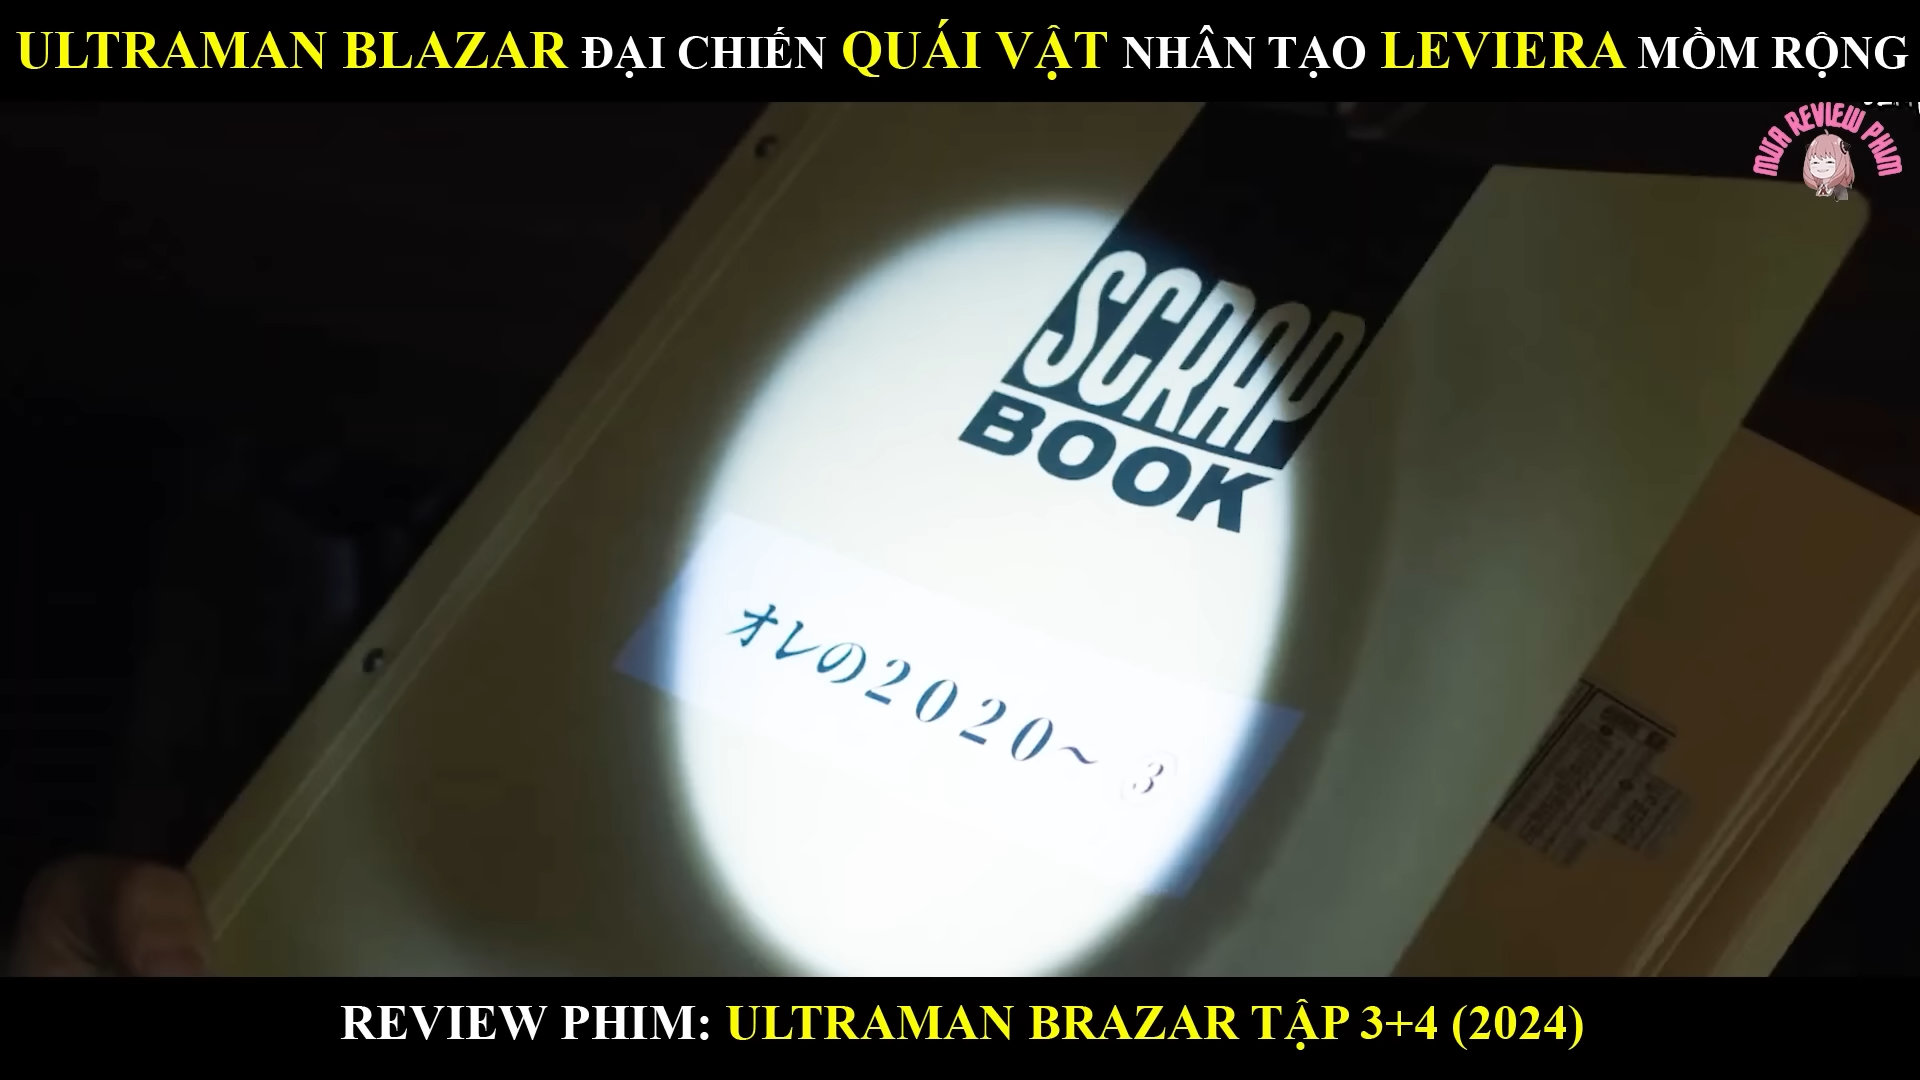 ULTRAMAN BLAZAR ĐẠI CHIẾN QUÁI VẬT NHÂN TẠO LEVIERA MỒM RỘNG
MƯA REVIEW PHIM
SCRAP
BOOK
オレの2020~ ③
REVIEW PHIM: ULTRAMAN BRAZAR TẬP 3+4 (2024)